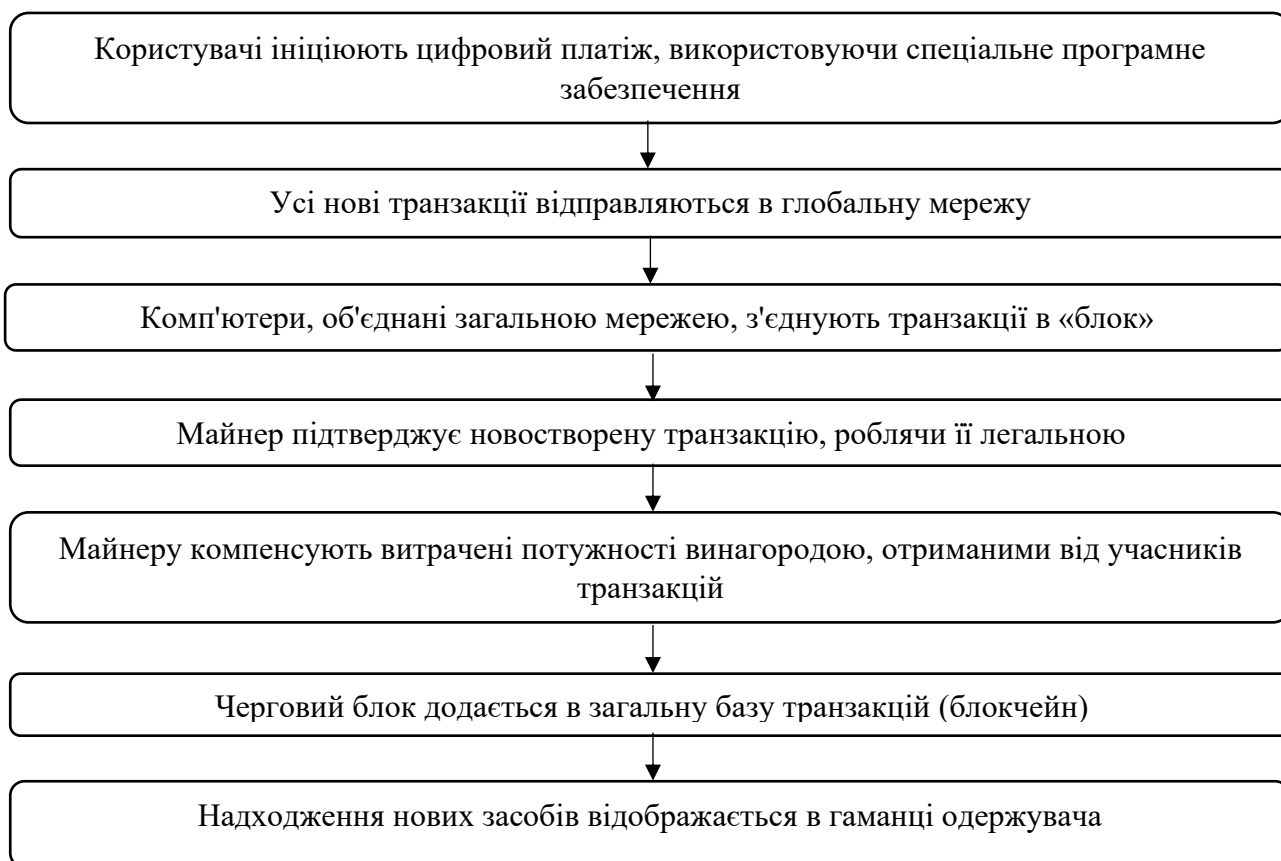 Користувачі ініціюють цифровий платіж, використовуючи спеціальне програмне
забезпечення
Усі нові транзакції відправляються в глобальну мережу
Комп'ютери, об'єднані загальною мережею, з'єднують транзакції в «блок»
Майнер підтверджує новостворену транзакцію, роблячи її легальною
Майнеру компенсують витрачені потужності винагородою, отриманими від учасників
транзакцій
Черговий блок додається в загальну базу транзакцій (блокчейн)
Надходження нових засобів відображається в гаманці одержувача